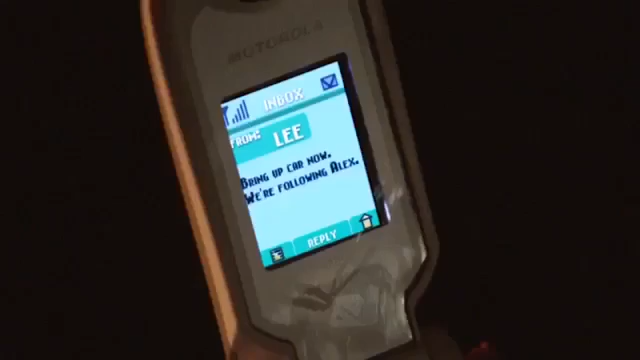 MOTOROLA
INBOX
FROM: LEE
BRING UP CAR NOW.
WE'RE FOLLOWING ALEX.
REPLY